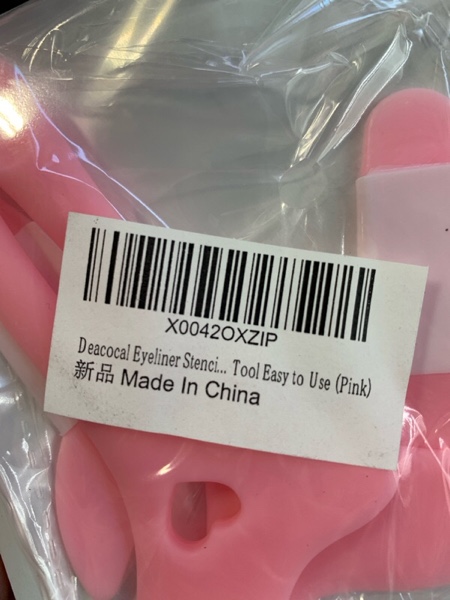 X0042OXZIP
Deacocal Eyeliner Stenci... Tool Easy to Use (Pink)
新品 Made In China